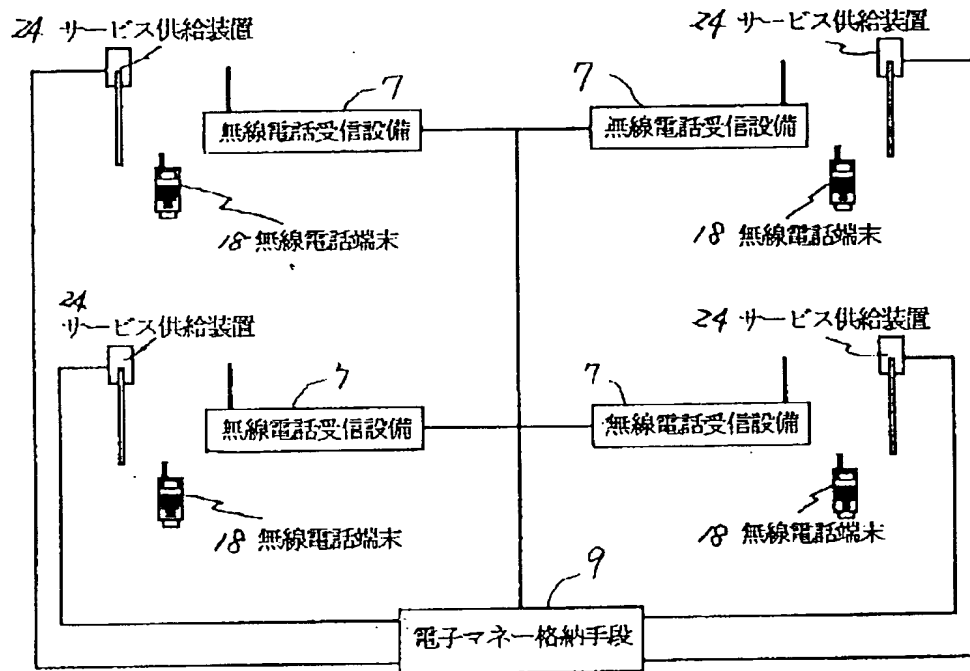 24 サービス供給装置
24 サービス供給装置
7
7
無線電話受信設備
無線電話受信設備
18 無線電話端末
18 無線電話端末
24
サービス供給装置
24 サービス供給装置
7
7
無線電話受信設備
無線電話受信設備
18 無線電話端末
18 無線電話端末
9
電子マネー格納手段